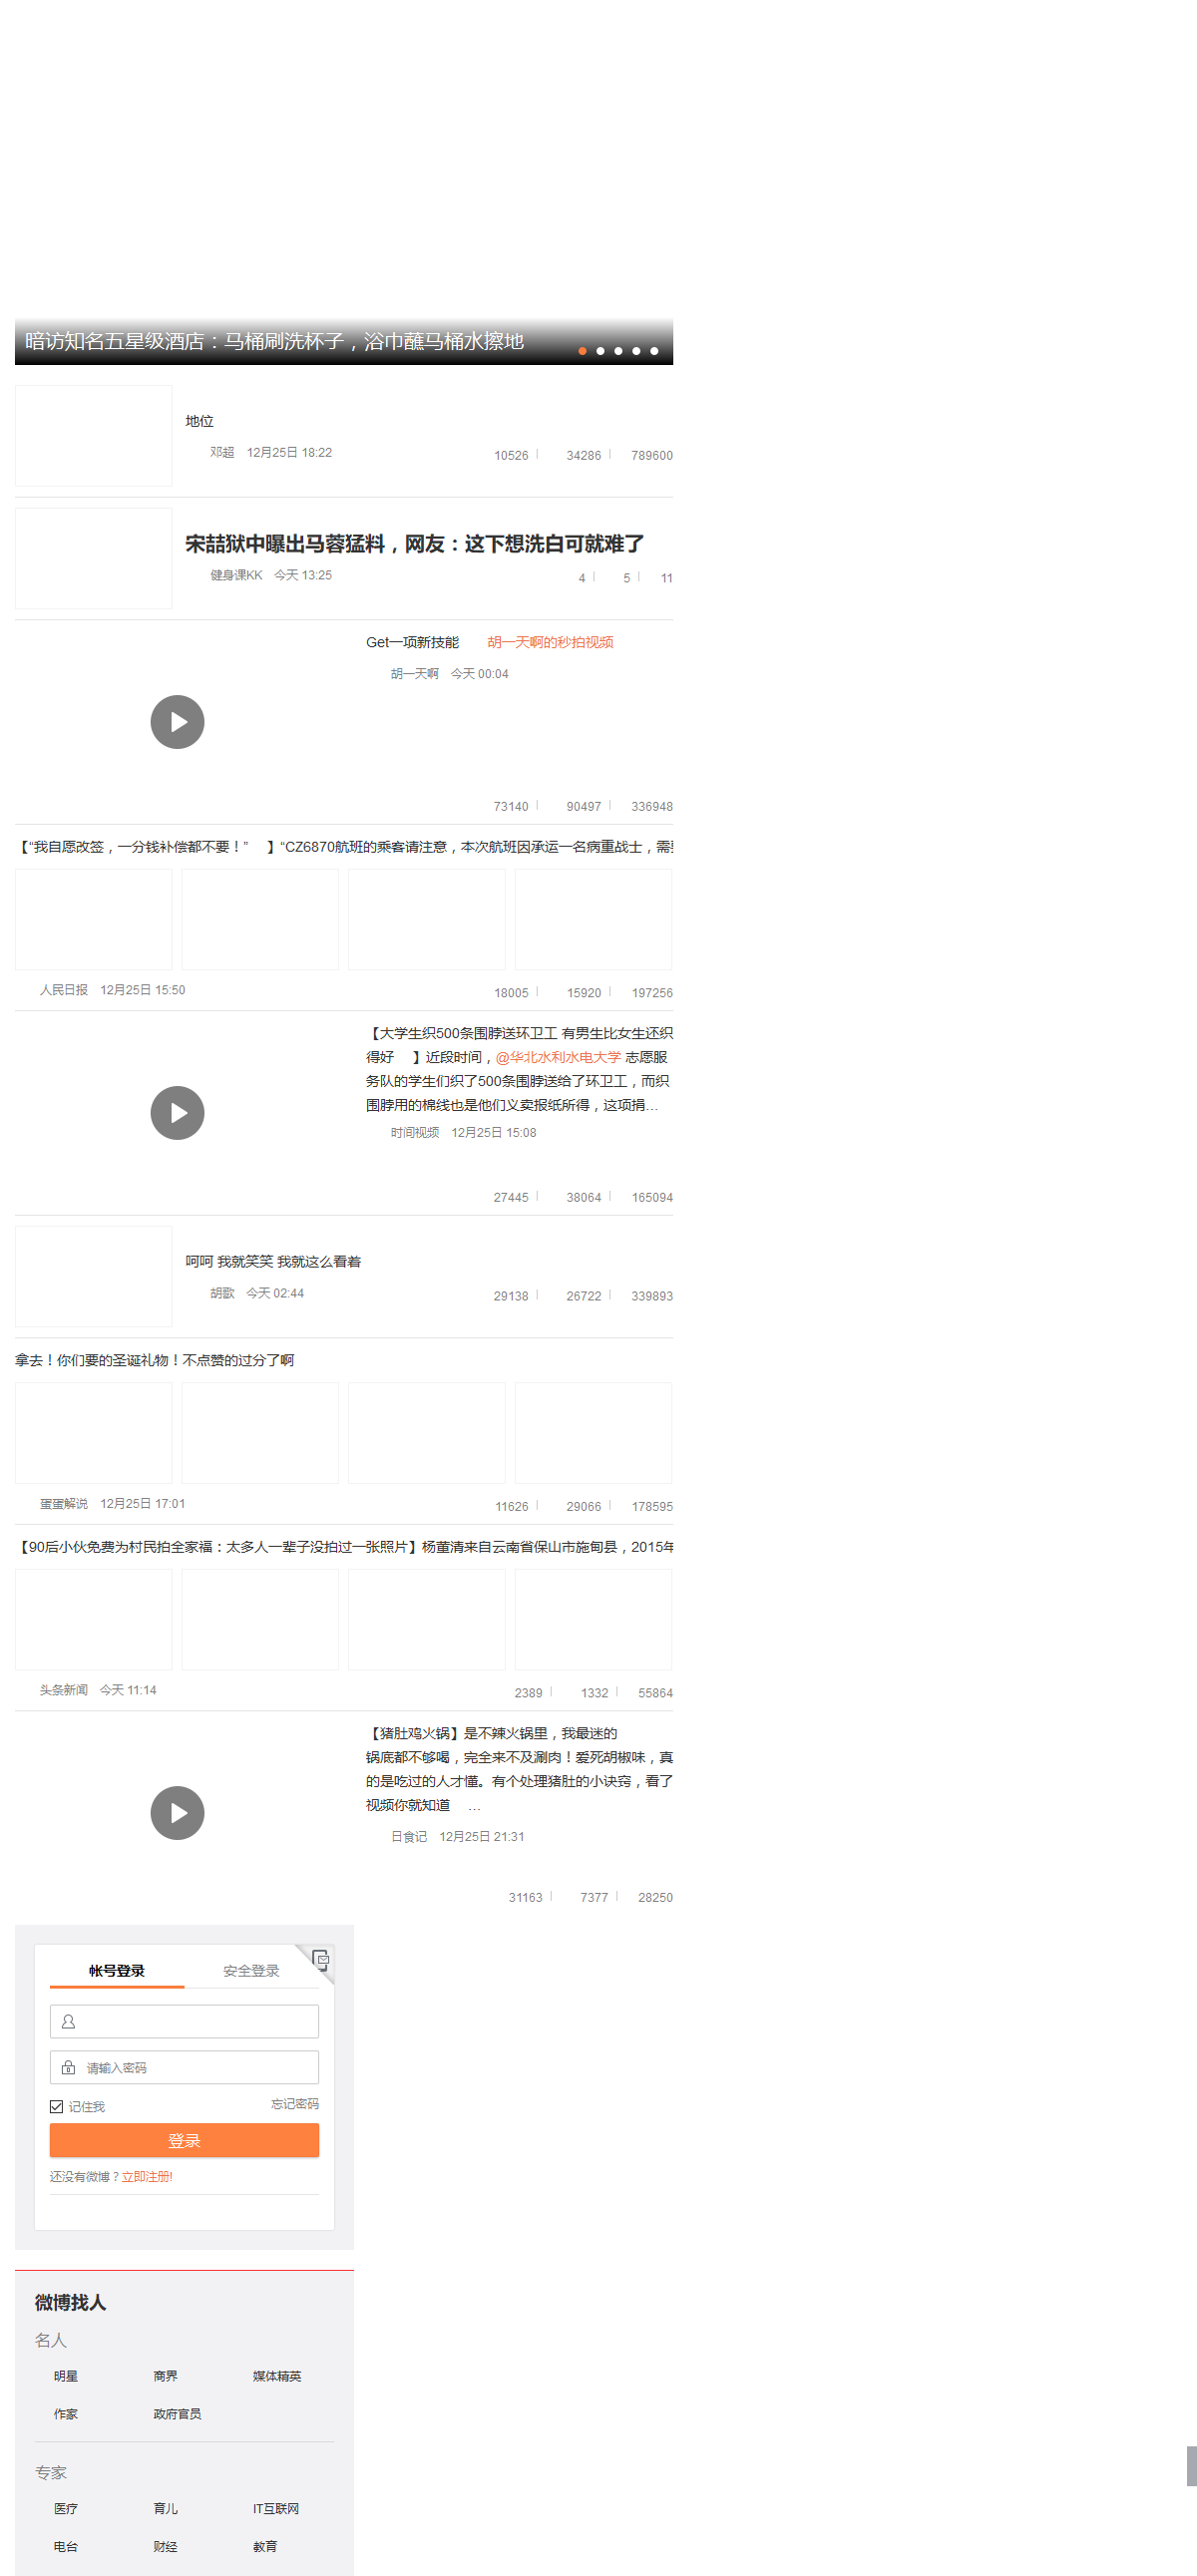 暗访知名五星级酒店：马桶刷洗杯子，浴巾蘸马桶水擦地
地位
邓超 12月25日 18:22
10526 34286 789600
宋喆狱中曝出马蓉猛料，网友：这下想洗白可就难了
健身课KK 今天 13:25
4 5 11
Get一项新技能 胡一天啊的秒拍视频
胡一天啊 今天 00:04
73140 90497 336948
【“我自愿改签，一分钱补偿都不要！” 】“CZ6870航班的乘客请注意，本次航班因承运一名病重战士，需要
人民日报 12月25日 15:50
18005 15920 197256
【大学生织500条围脖送环卫工 有男生比女生还织
得好 】近段时间，@华北水利水电大学 志愿服
务队的学生们织了500条围脖送给了环卫工，而织
围脖用的棉线也是他们义卖报纸所得，这项捐...
时间视频 12月25日 15:08
27445 38064 165094
呵呵 我就笑笑 我就这么看着
胡歌 今天 02:44
29138 26722 339893
拿去！你们要的圣诞礼物！不点赞的过分了啊
蛋蛋解说 12月25日 17:01
11626 29066 178595
【90后小伙免费为村民拍全家福：太多人一辈子没拍过一张照片】杨董清来自云南省保山市施甸县，2015年
头条新闻 今天 11:14
2389 1332 55864
【猪肚鸡火锅】是不辣火锅里，我最迷的
锅底都不够喝，完全来不及涮肉！爱死胡椒味，真
的是吃过的人才懂。有个处理猪肚的小诀窍，看了
视频你就知道 ...
日食记 12月25日 21:31
31163 7377 28250
帐号登录 安全登录
请输入密码
记住我 忘记密码
登录
还没有微博？立即注册!
微博找人
名人
明星 商界 媒体精英
作家 政府官员
专家
医疗 育儿 IT互联网
电台 财经 教育